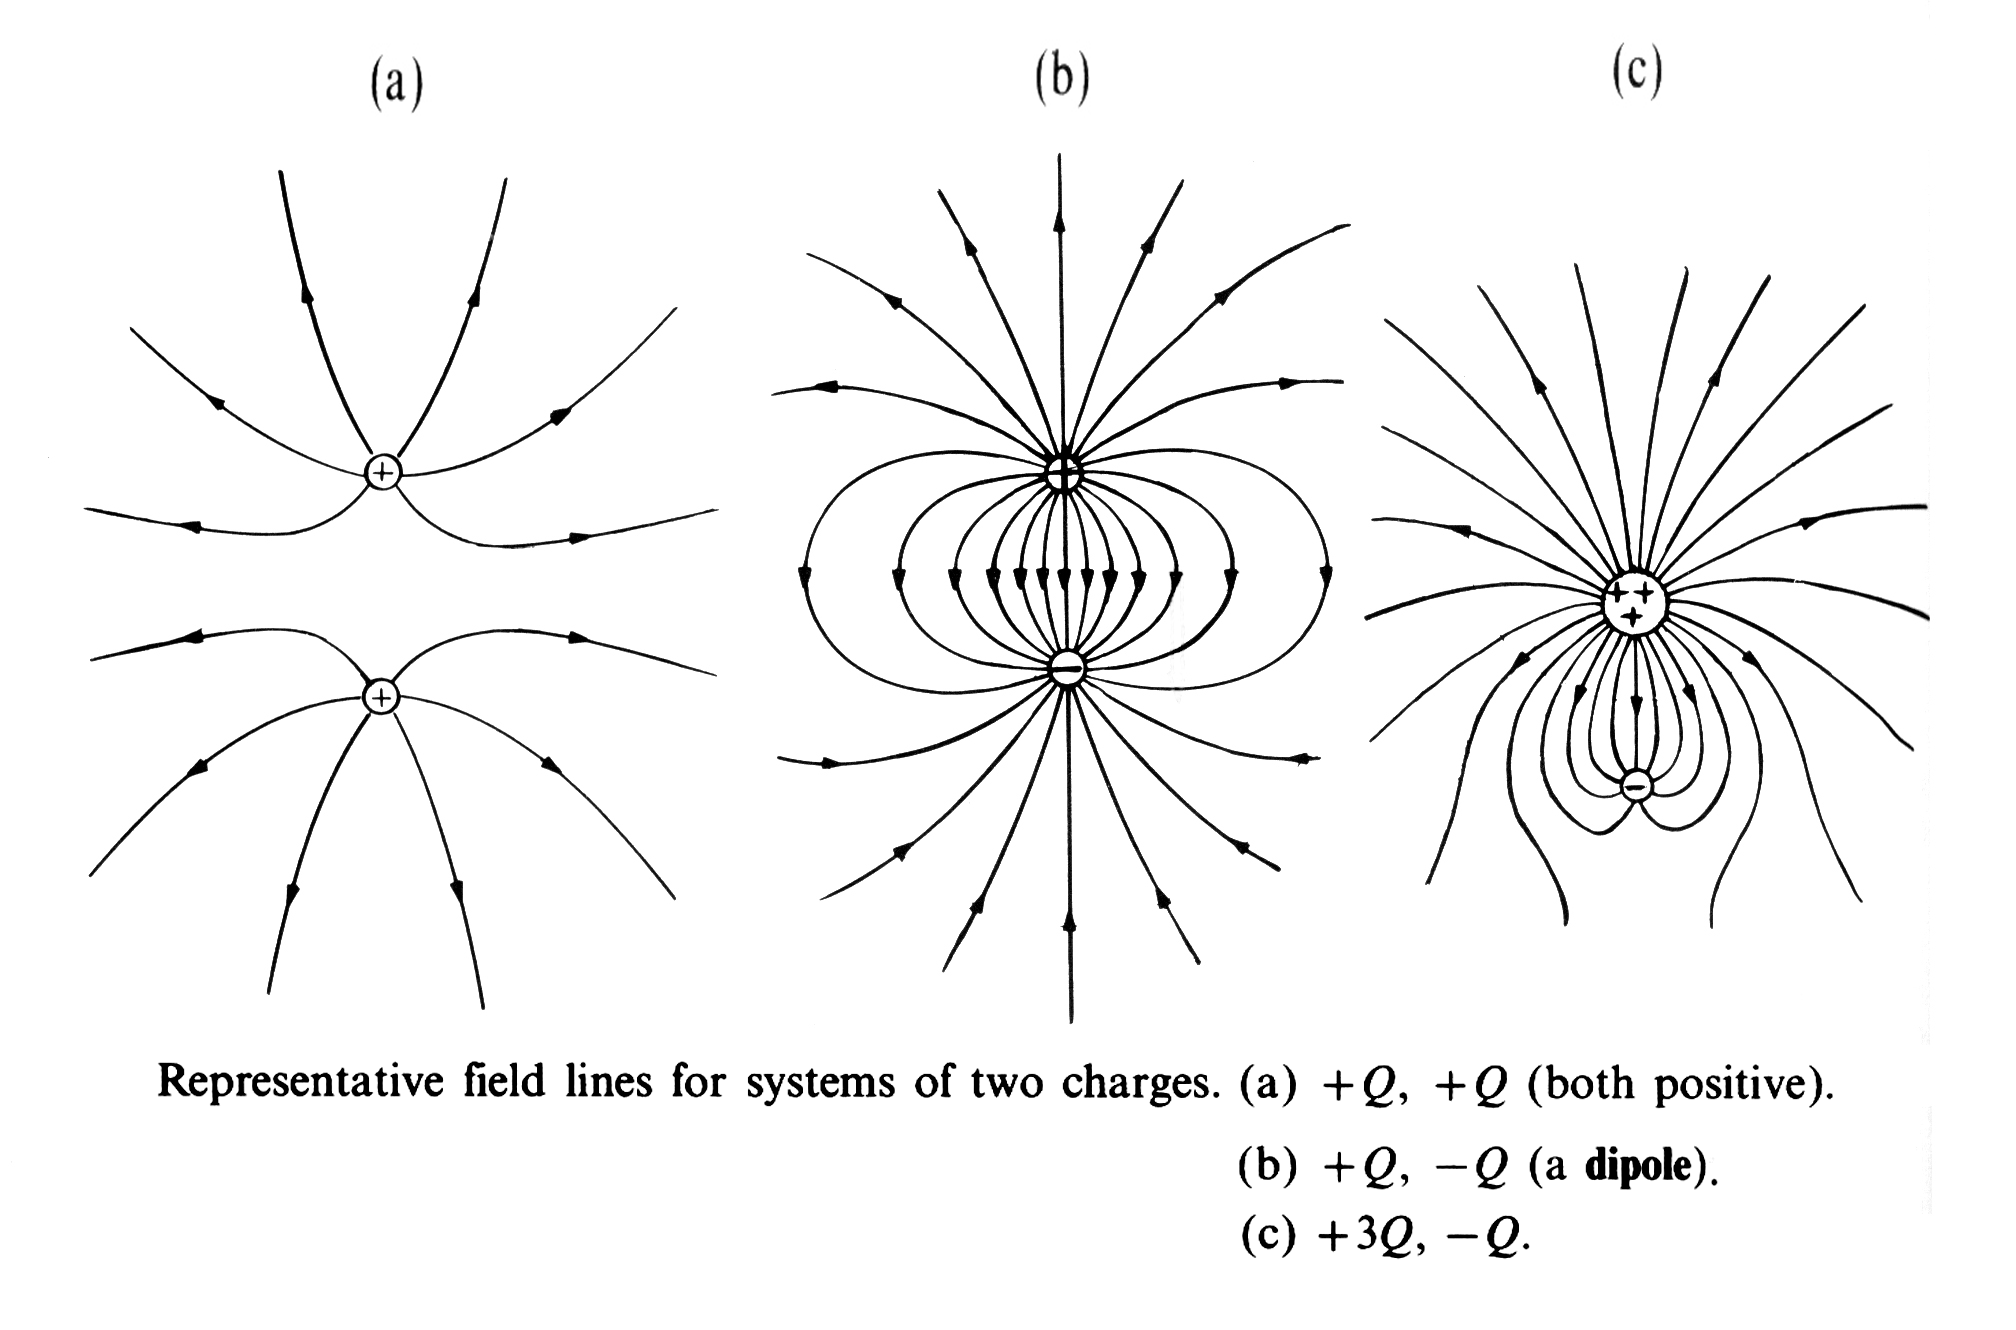 (a) (b) (c)
+ + + + +
+
+ − −
Representative field lines for systems of two charges. (a) +Q, +Q (both positive).
(b) +Q, −Q (a dipole).
(c) +3Q, −Q.